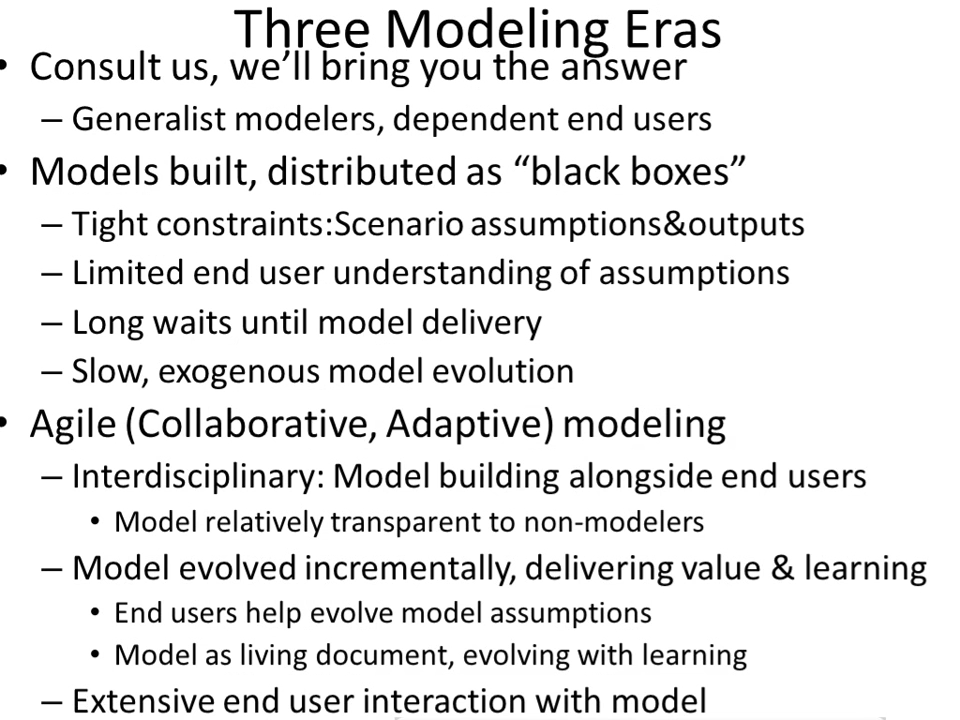 Three Modeling Eras
• Consult us, we’ll bring you the answer
– Generalist modelers, dependent end users
• Models built, distributed as “black boxes”
– Tight constraints:Scenario assumptions&outputs
– Limited end user understanding of assumptions
– Long waits until model delivery
– Slow, exogenous model evolution
• Agile (Collaborative, Adaptive) modeling
– Interdisciplinary: Model building alongside end users
• Model relatively transparent to non-modelers
– Model evolved incrementally, delivering value & learning
• End users help evolve model assumptions
• Model as living document, evolving with learning
– Extensive end user interaction with model